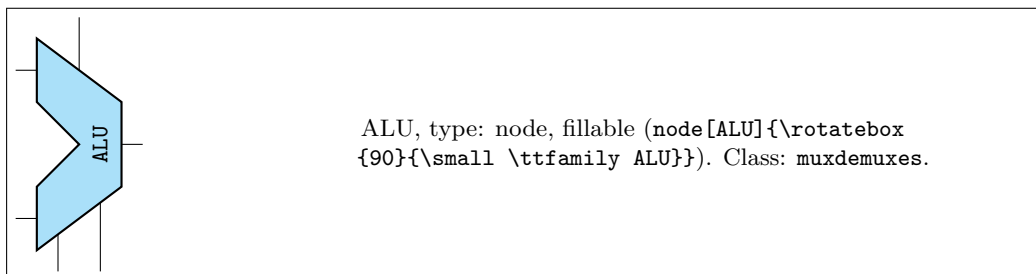 ALU
ALU, type: node, fillable (node[ALU]{\rotatebox
{90}{\small \ttfamily ALU}}). Class: muxdemuxes.